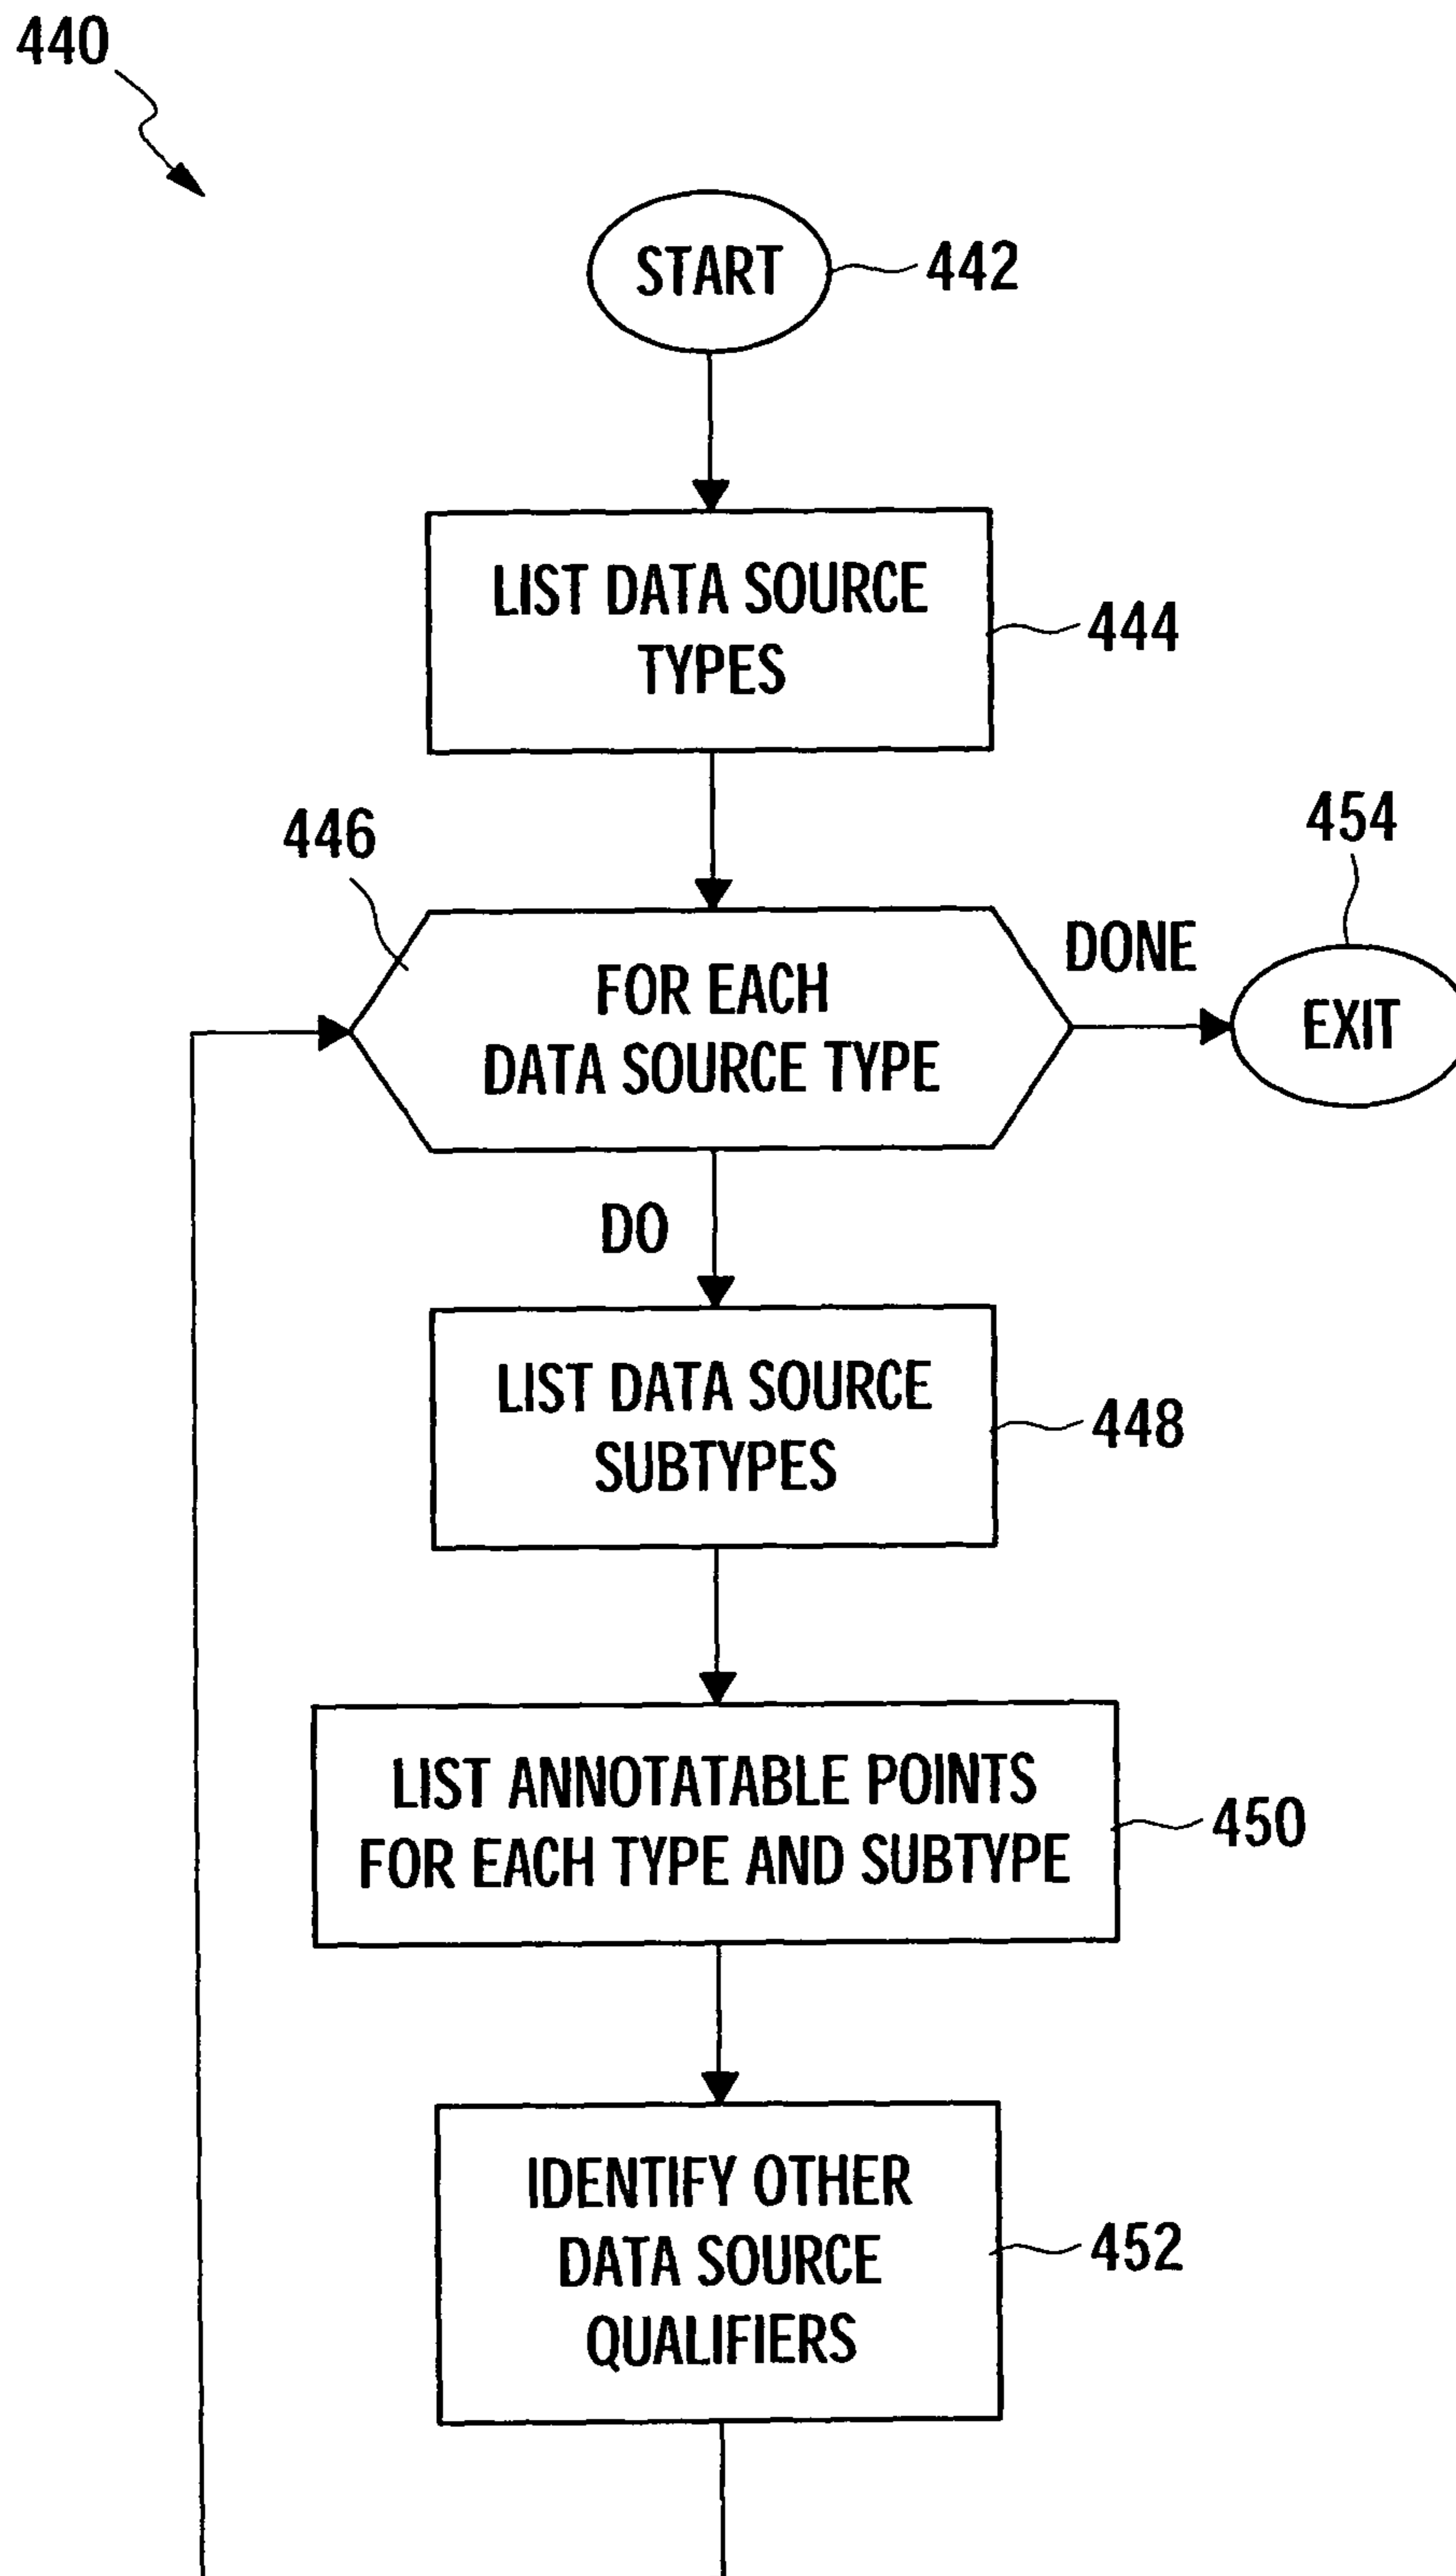 440
START
442
LIST DATA SOURCE
TYPES
444
446
454
FOR EACH
DATA SOURCE TYPE
DONE
EXIT
DO
LIST DATA SOURCE
SUBTYPES
448
LIST ANNOTATABLE POINTS
FOR EACH TYPE AND SUBTYPE
450
IDENTIFY OTHER
DATA SOURCE
QUALIFIERS
452